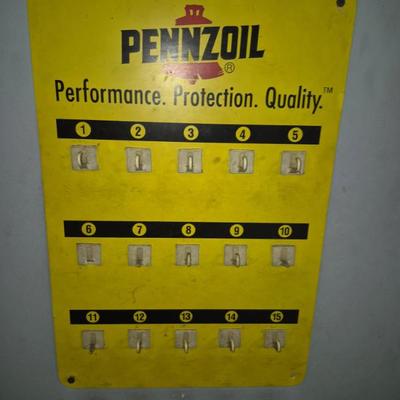 PENNZOIL ®
Performance. Protection. Quality.™
1 2 3 4 5
6 7 8 9 10
11 12 13 14 15